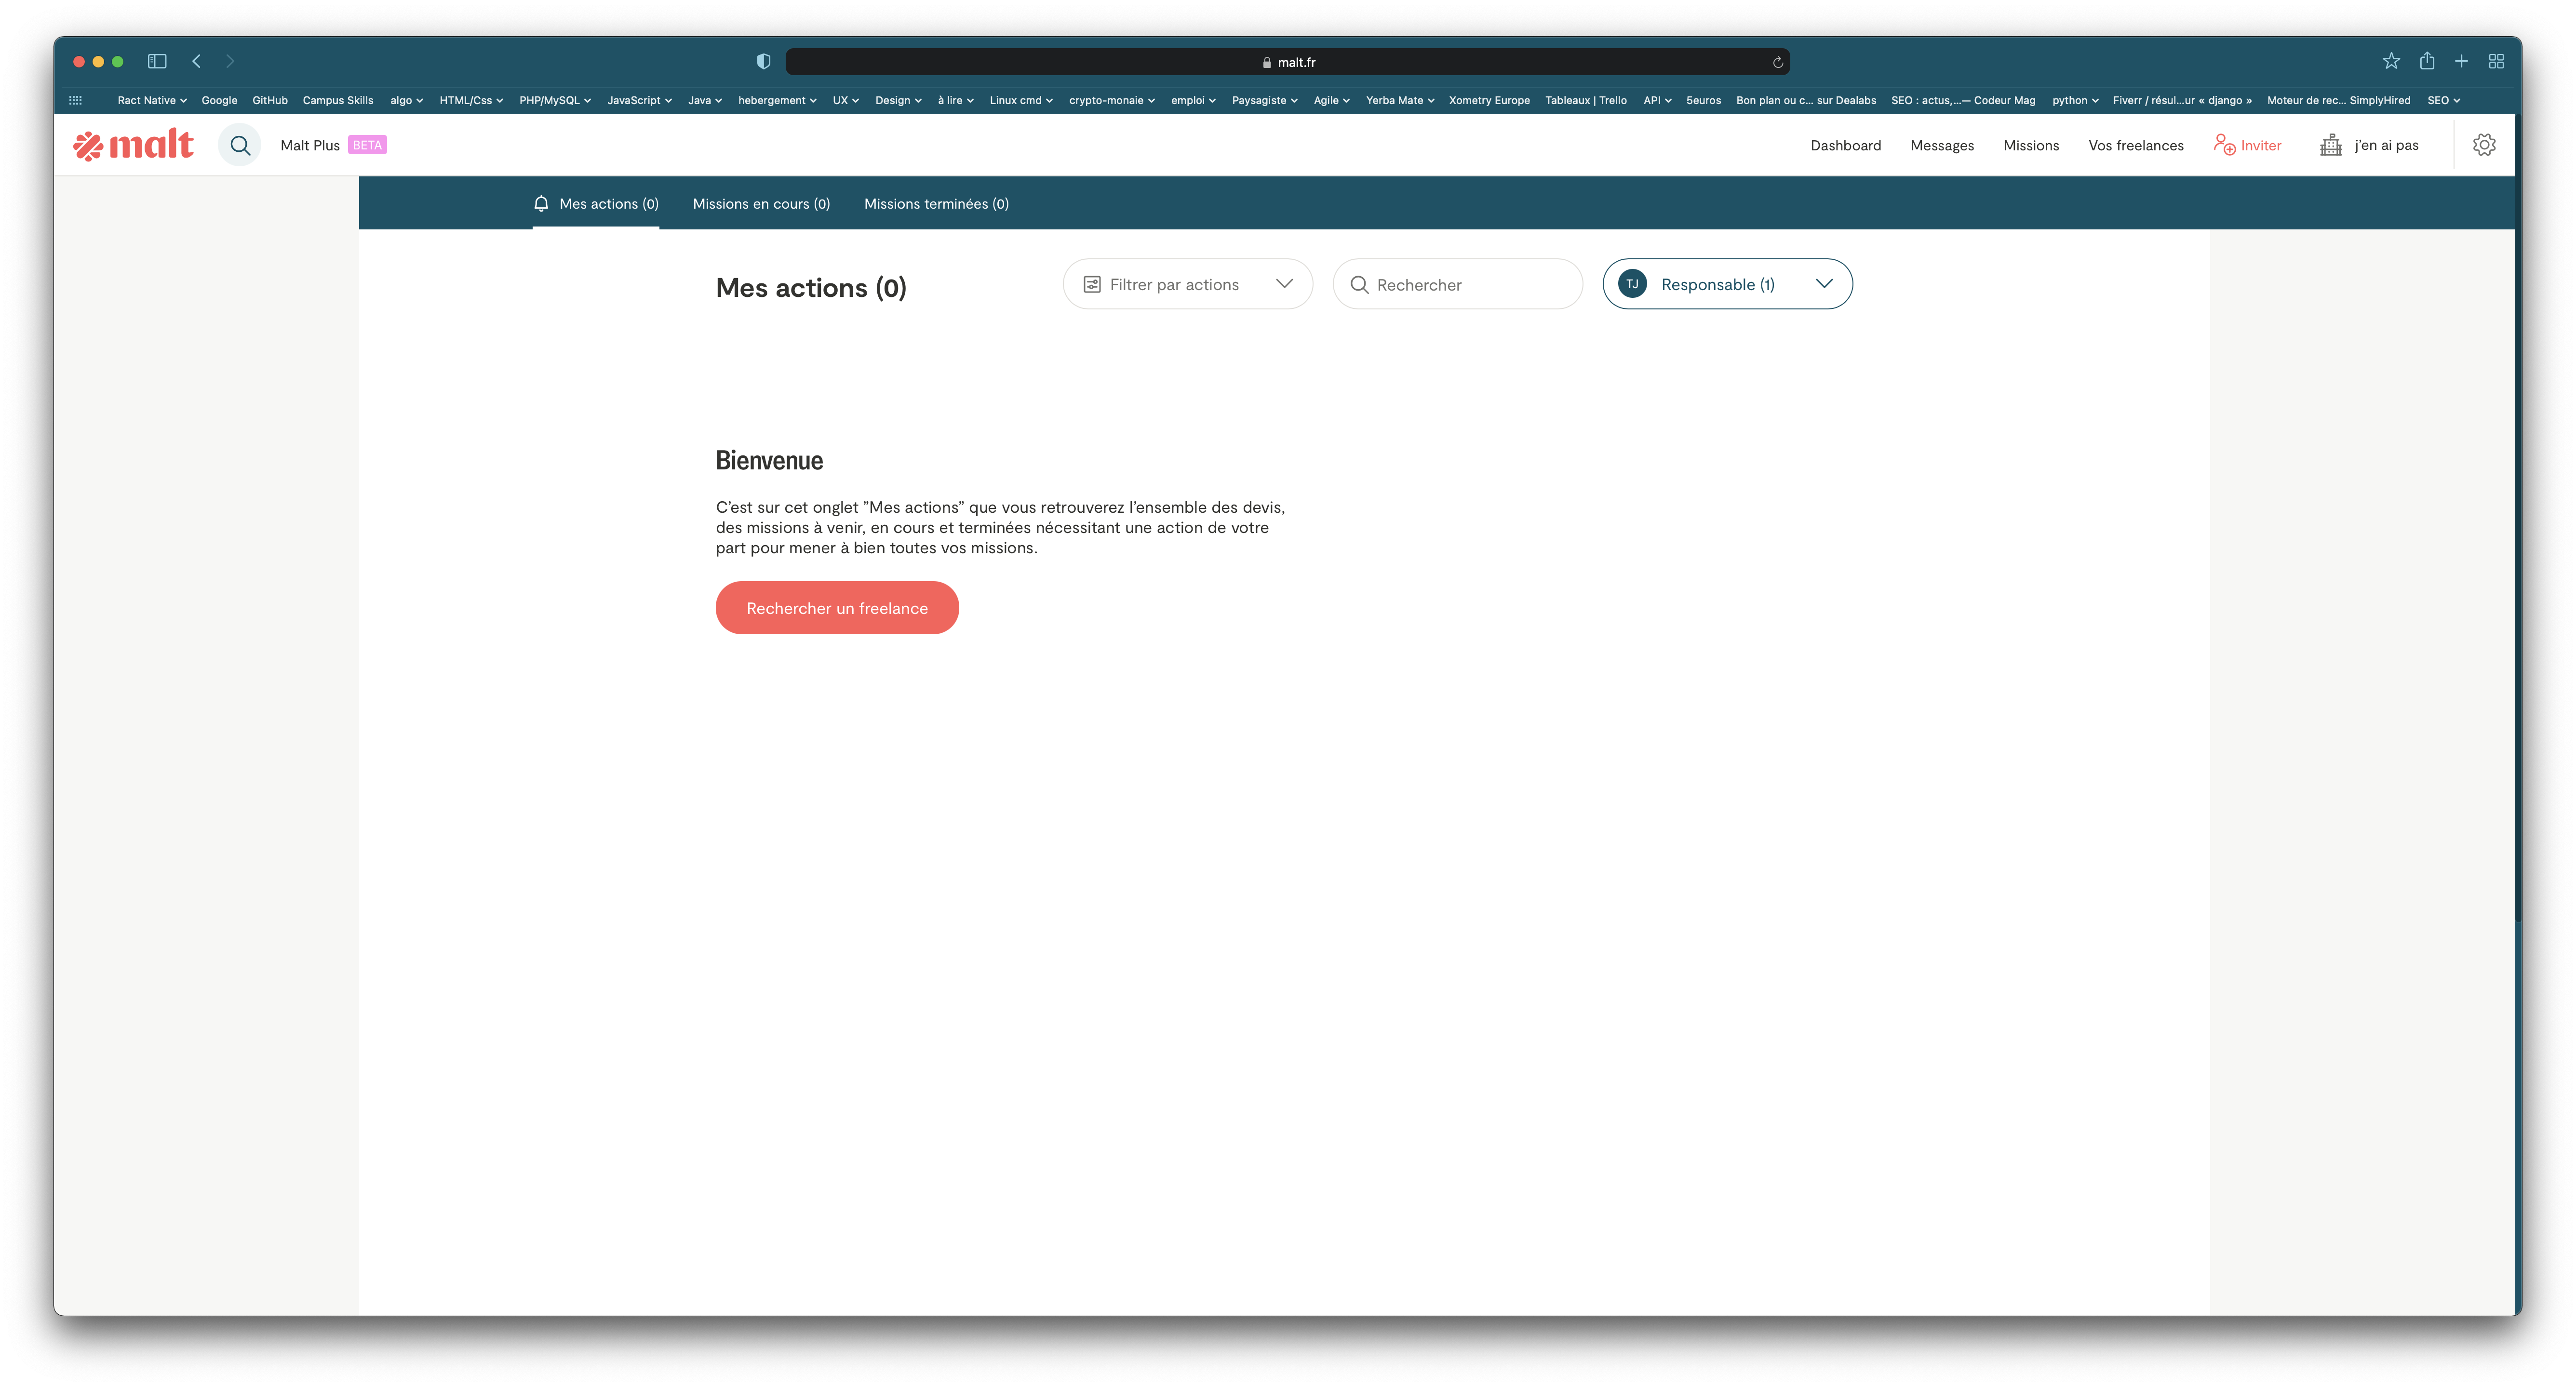 malt.fr
Ract Native Google GitHub Campus Skills algo HTML/Css PHP/MySQL JavaScript Java hebergement UX Design à lire Linux cmd crypto-monaie emploi Paysagiste Agile Yerba Mate Xometry Europe Tableaux | Trello API 5euros Bon plan ou c... sur Dealabs SEO : actus,...— Codeur Mag python Fiverr / résul...ur « django » Moteur de rec... SimplyHired SEO
malt Malt Plus BETA Dashboard Messages Missions Vos freelances Inviter j'en ai pas
Mes actions (0) Missions en cours (0) Missions terminées (0)
Mes actions (0) Filtrer par actions Rechercher TJ Responsable (1)
Bienvenue
C’est sur cet onglet ”Mes actions” que vous retrouverez l’ensemble des devis,
des missions à venir, en cours et terminées nécessitant une action de votre
part pour mener à bien toutes vos missions.
Rechercher un freelance